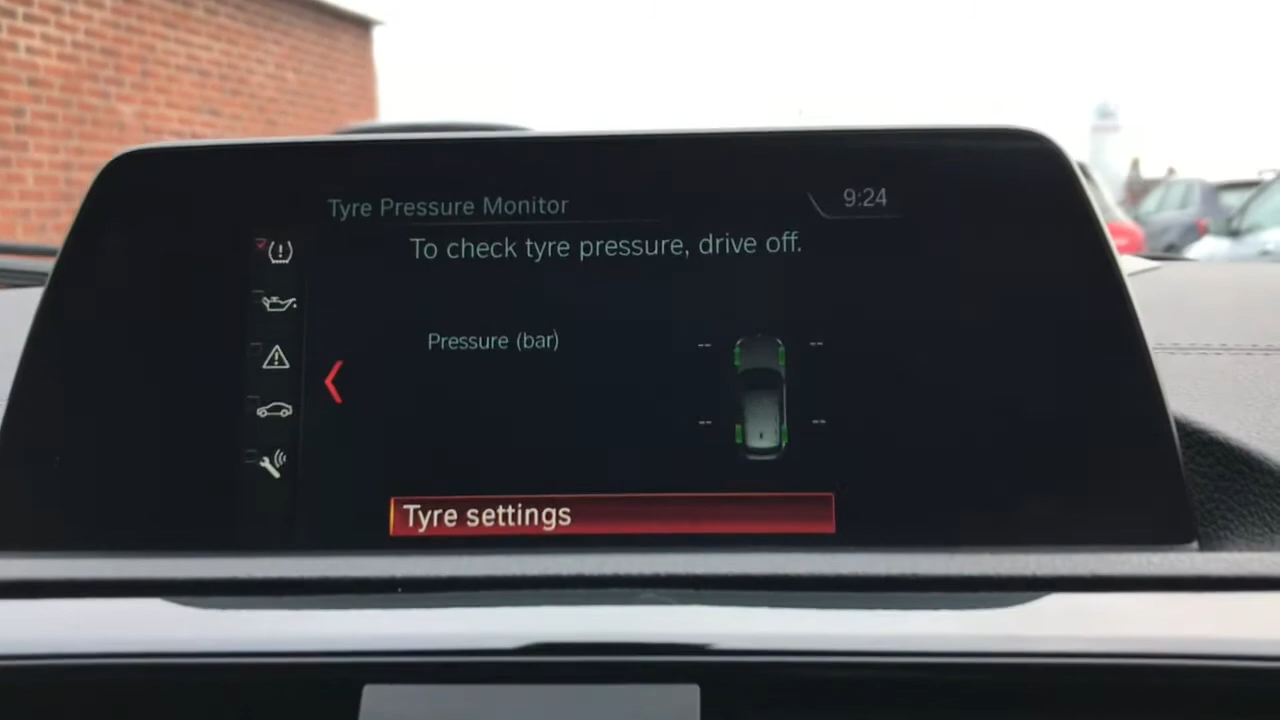 Tyre Pressure Monitor
9:24
To check tyre pressure, drive off.
Pressure (bar)
-- --
-- --
Tyre settings